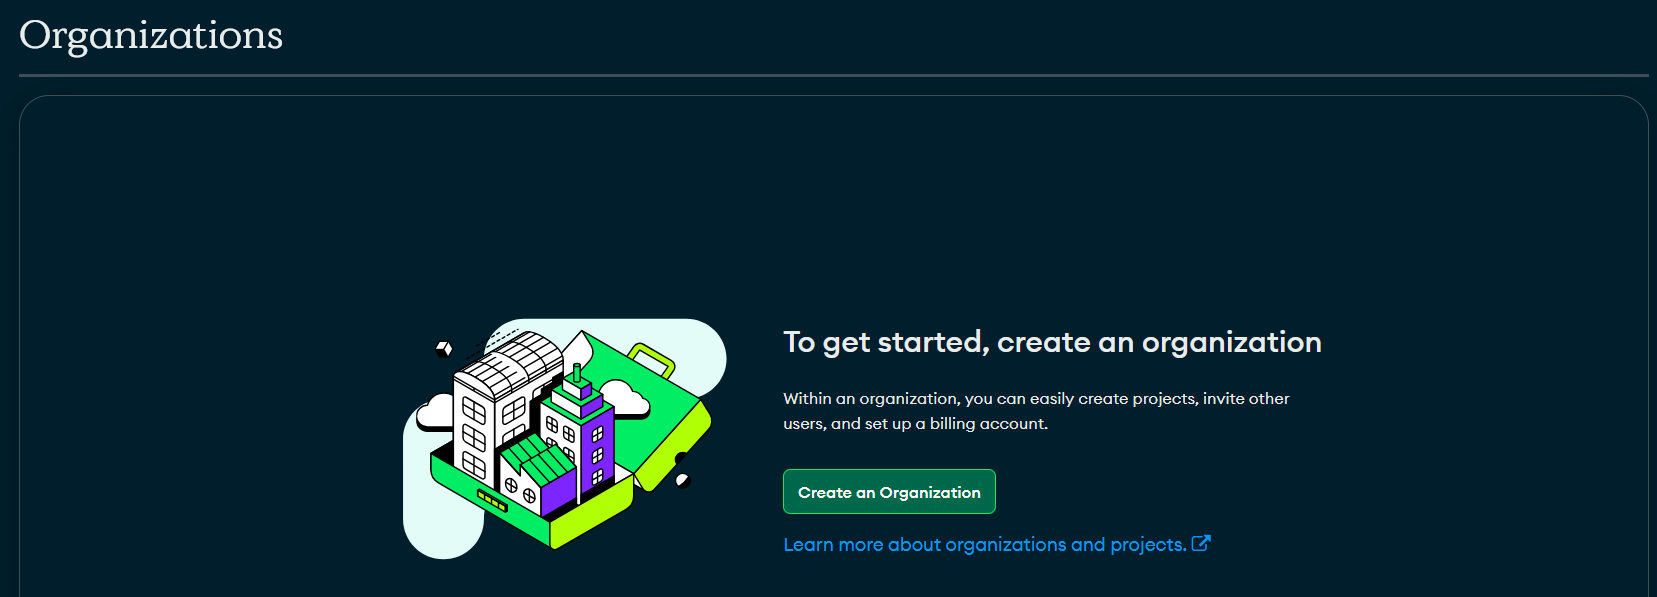 Organizations
To get started, create an organization
Within an organization, you can easily create projects, invite other
users, and set up a billing account.
Create an Organization
Learn more about organizations and projects.